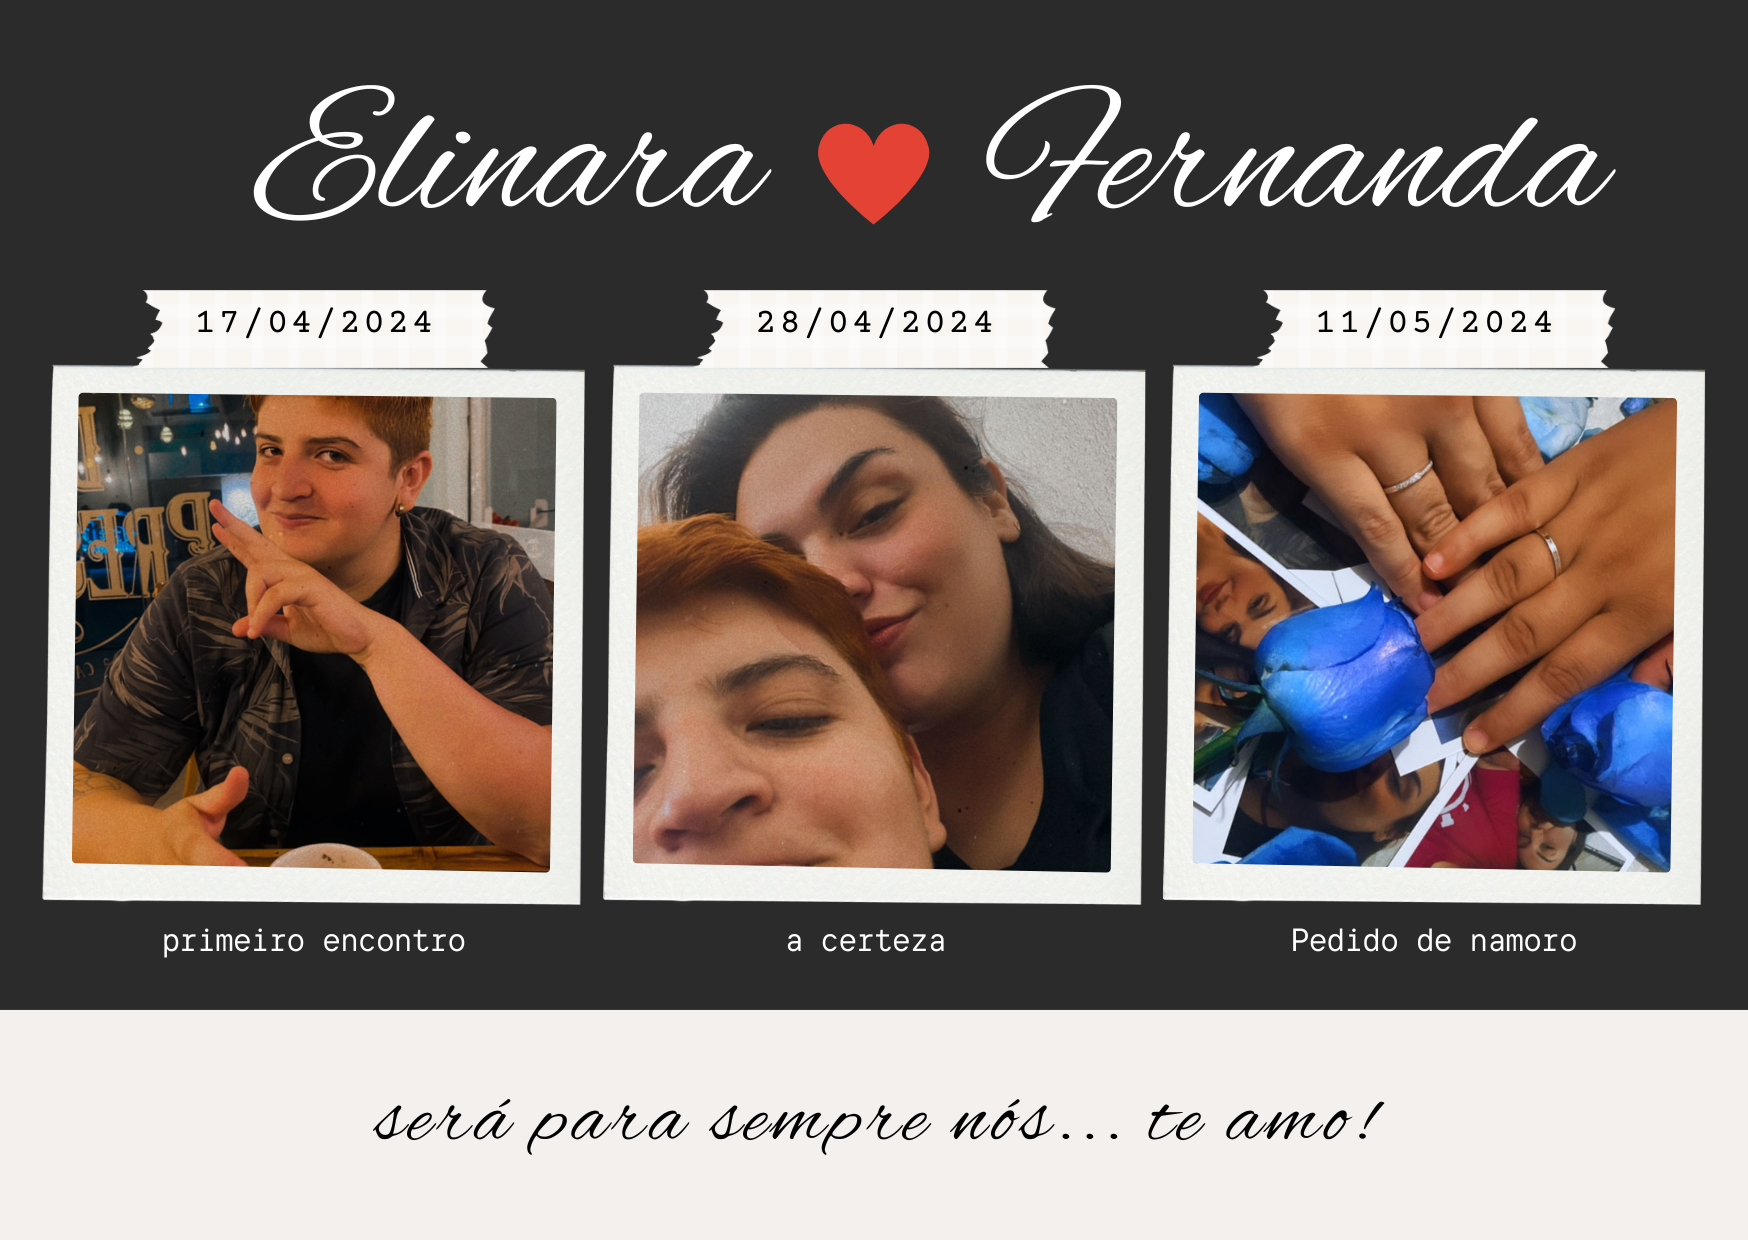 Elinara ❤ Fernanda
17/04/2024
28/04/2024
11/05/2024
primeiro encontro
a certeza
Pedido de namoro
será para sempre nós... te amo!